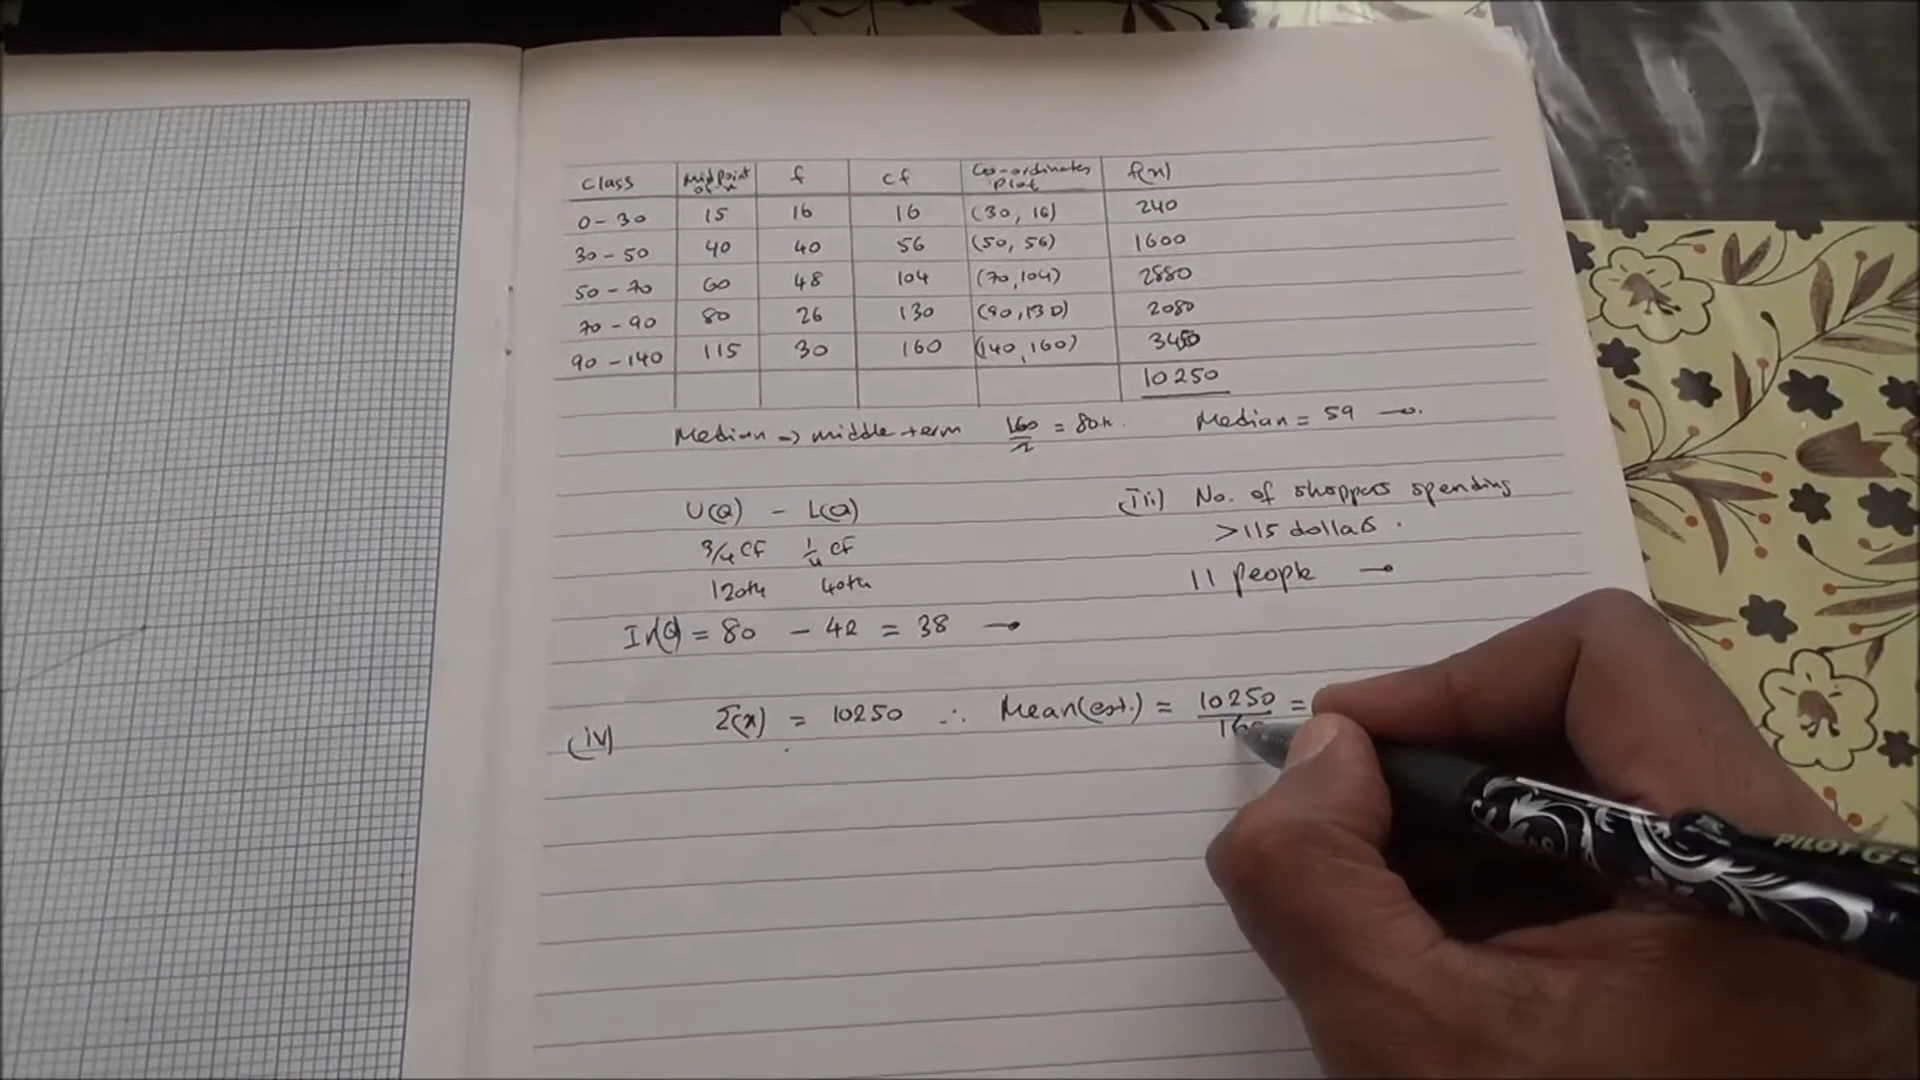 Class Midpoint of x f cf Co-ordinates Plot f(x)
0 - 30 15 16 16 (30, 16) 240
30 - 50 40 40 56 (50, 56) 1600
50 - 70 60 48 104 (70, 104) 2880
70 - 90 80 26 130 (90, 130) 2080
90 - 140 115 30 160 (140, 160) 3450
10250
Median => middle term 160/2 = 80th. Median = 59
U(Q) - L(Q)
3/4 CF 1/4 CF
120th 40th
Ir(Q) = 80 - 42 = 38
(iii) No. of shoppers spending
>115 dollars.
11 people
(iv) Σ(x) = 10250 ∴ Mean(est.) = 10250/160 =
PILOT G-